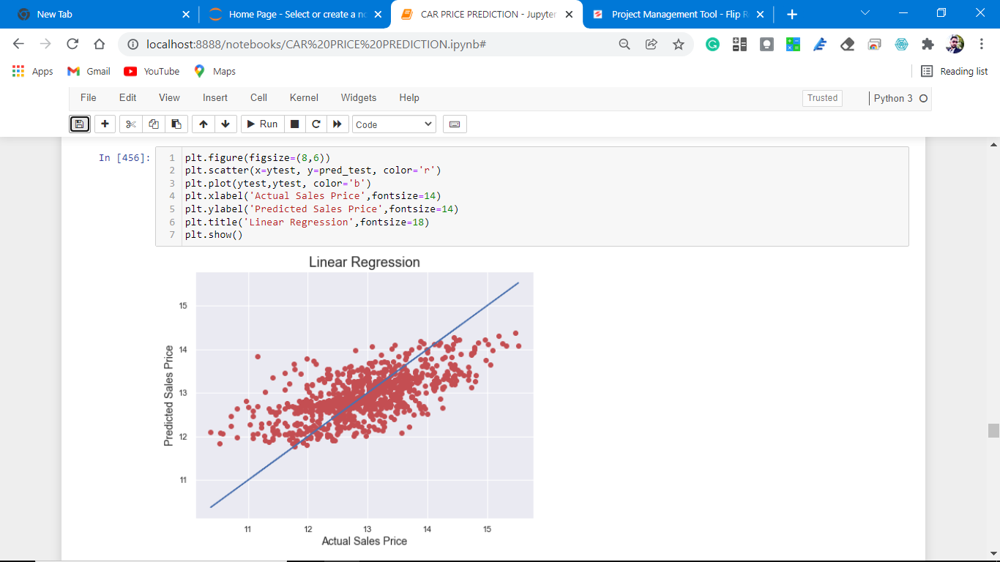 New Tab
Home Page - Select or create a no
CAR PRICE PREDICTION - Jupyter
Project Management Tool - Flip R
localhost:8888/notebooks/CAR%20PRICE%20PREDICTION.ipynb#
Apps Gmail YouTube Maps Reading list
File Edit View Insert Cell Kernel Widgets Help Trusted Python 3
Run Code
In [456]:
1 plt.figure(figsize=(8,6))
2 plt.scatter(x=ytest, y=pred_test, color='r')
3 plt.plot(ytest,ytest, color='b')
4 plt.xlabel('Actual Sales Price',fontsize=14)
5 plt.ylabel('Predicted Sales Price',fontsize=14)
6 plt.title('Linear Regression',fontsize=18)
7 plt.show()
Linear Regression
Predicted Sales Price
15
14
13
12
11
11 12 13 14 15
Actual Sales Price